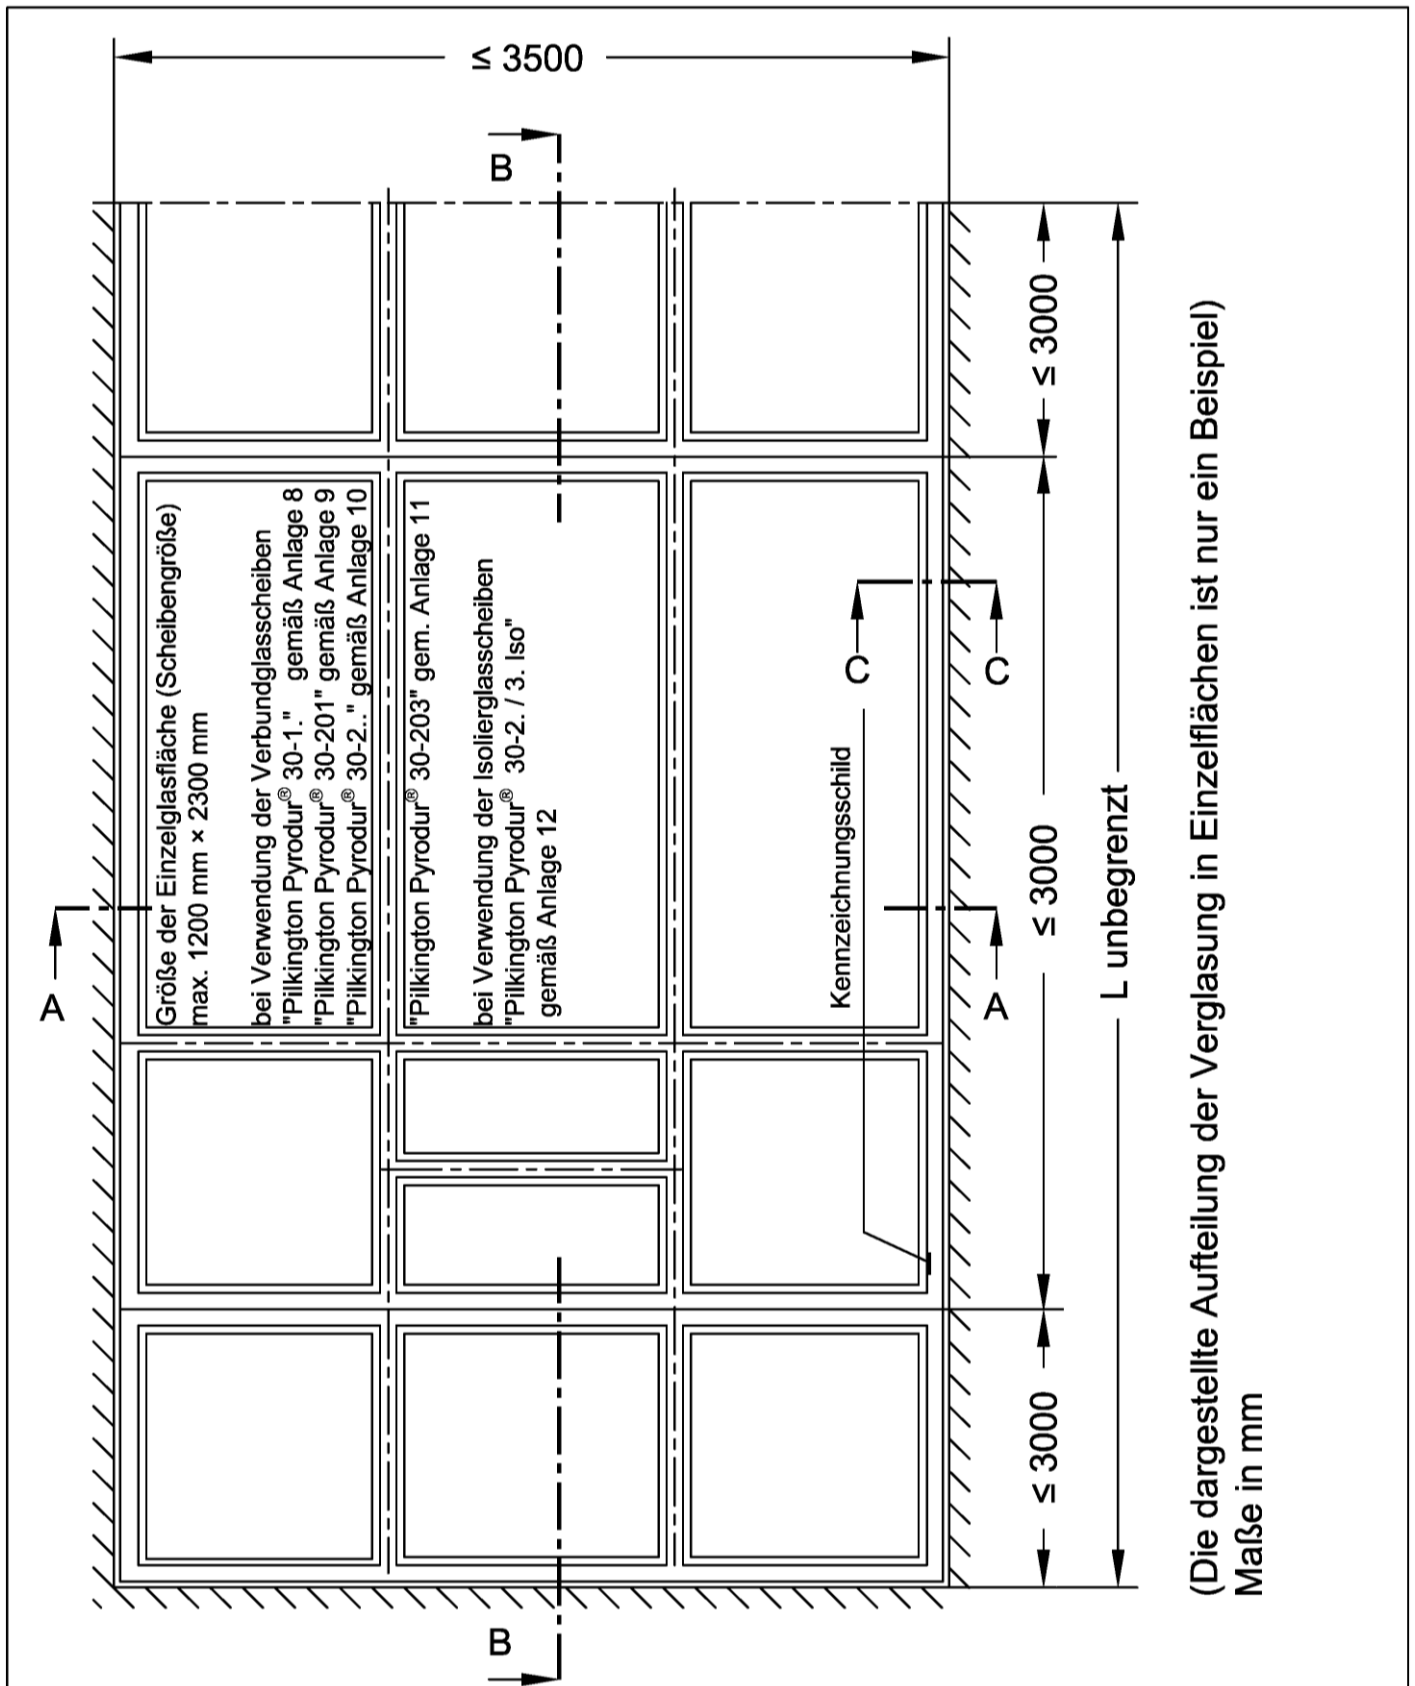 ≤ 3500
B
Größe der Einzelglasfläche (Scheibengröße)
max. 1200 mm × 2300 mm
bei Verwendung der Verbundglasscheiben
"Pilkington Pyrodur® 30-1." gemäß Anlage 8
"Pilkington Pyrodur® 30-201" gemäß Anlage 9
"Pilkington Pyrodur® 30-2.." gemäß Anlage 10
"Pilkington Pyrodur® 30-203" gem. Anlage 11
bei Verwendung der Isolierglasscheiben
"Pilkington Pyrodur® 30-2. / 3. Iso"
gemäß Anlage 12
Kennzeichnungsschild
A
A
C
C
B
≤ 3000
≤ 3000
≤ 3000
L unbegrenzt
(Die dargestellte Aufteilung der Verglasung in Einzelflächen ist nur ein Beispiel)
Maße in mm